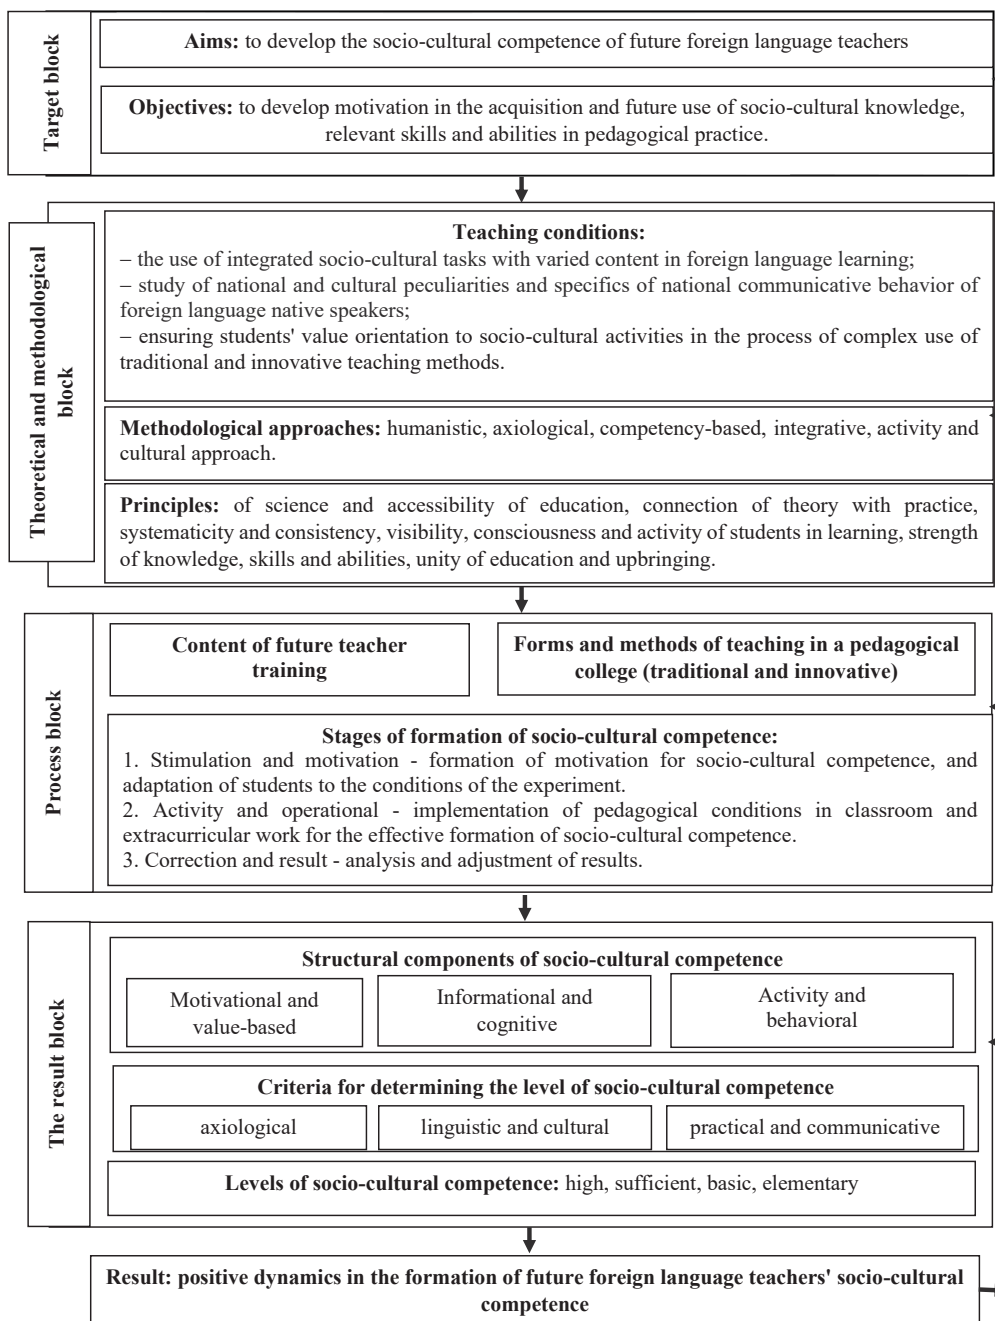 Target block
Aims: to develop the socio-cultural competence of future foreign language teachers
Objectives: to develop motivation in the acquisition and future use of socio-cultural knowledge,
relevant skills and abilities in pedagogical practice.
Theoretical and methodological
block
Teaching conditions:
– the use of integrated socio-cultural tasks with varied content in foreign language learning;
– study of national and cultural peculiarities and specifics of national communicative behavior of
foreign language native speakers;
– ensuring students' value orientation to socio-cultural activities in the process of complex use of
traditional and innovative teaching methods.
Methodological approaches: humanistic, axiological, competency-based, integrative, activity and
cultural approach.
Principles: of science and accessibility of education, connection of theory with practice,
systematicity and consistency, visibility, consciousness and activity of students in learning, strength
of knowledge, skills and abilities, unity of education and upbringing.
Process block
Content of future teacher
training
Forms and methods of teaching in a pedagogical
college (traditional and innovative)
Stages of formation of socio-cultural competence:
1. Stimulation and motivation - formation of motivation for socio-cultural competence, and
adaptation of students to the conditions of the experiment.
2. Activity and operational - implementation of pedagogical conditions in classroom and
extracurricular work for the effective formation of socio-cultural competence.
3. Correction and result - analysis and adjustment of results.
The result block
Structural components of socio-cultural competence
Motivational and
value-based
Informational and
cognitive
Activity and
behavioral
Criteria for determining the level of socio-cultural competence
axiological
linguistic and cultural
practical and communicative
Levels of socio-cultural competence: high, sufficient, basic, elementary
Result: positive dynamics in the formation of future foreign language teachers' socio-cultural
competence